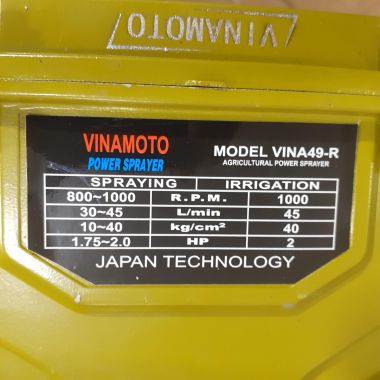 VINAMOTO
VINAMOTO POWER SPRAYER
MODEL VINA49-R
AGRICULTURAL POWER SPRAYER
SPRAYING IRRIGATION
800~1000 R.P.M. 1000
30~45 L/min 45
10~40 kg/cm² 40
1.75~2.0 HP 2
JAPAN TECHNOLOGY